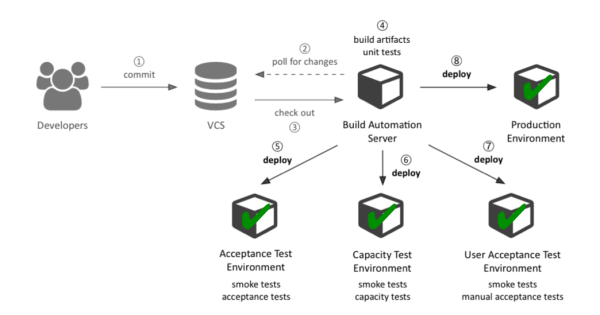 ④
build artifacts
unit tests
①
commit
②
poll for changes
⑧
deploy
Developers
VCS
check out
③
Build Automation
Server
Production
Environment
⑤
deploy
⑥
deploy
⑦
deploy
Acceptance Test
Environment
smoke tests
acceptance tests
Capacity Test
Environment
smoke tests
capacity tests
User Acceptance Test
Environment
smoke tests
manual acceptance tests